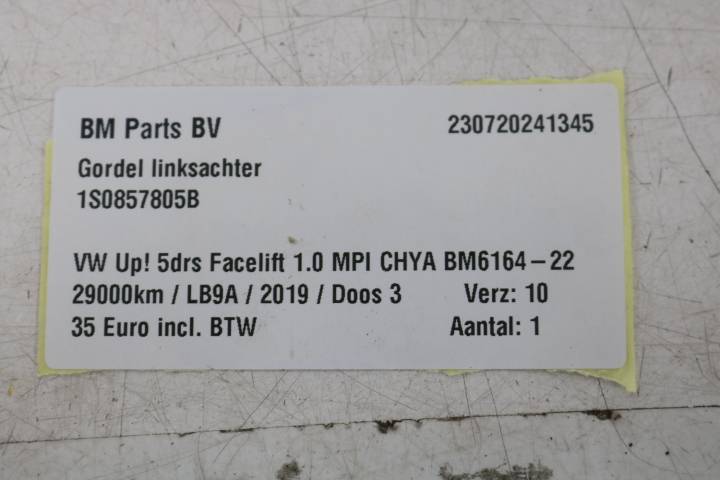 BM Parts BV 230720241345
Gordel linksachter
1S0857805B
VW Up! 5drs Facelift 1.0 MPI CHYA BM6164-22
29000km / LB9A / 2019 / Doos 3 Verz: 10
35 Euro incl. BTW Aantal: 1